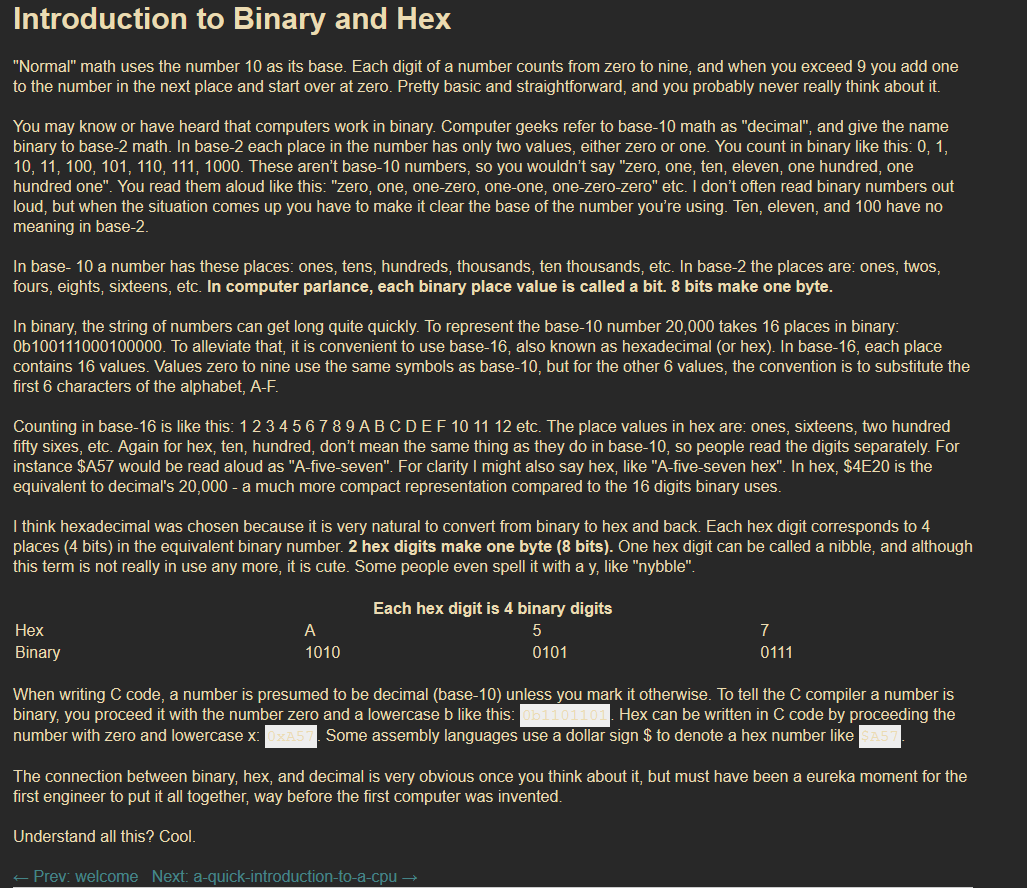 Introduction to Binary and Hex
"Normal" math uses the number 10 as its base. Each digit of a number counts from zero to nine, and when you exceed 9 you add one
to the number in the next place and start over at zero. Pretty basic and straightforward, and you probably never really think about it.
You may know or have heard that computers work in binary. Computer geeks refer to base-10 math as "decimal", and give the name
binary to base-2 math. In base-2 each place in the number has only two values, either zero or one. You count in binary like this: 0, 1,
10, 11, 100, 101, 110, 111, 1000. These aren't base-10 numbers, so you wouldn't say "zero, one, ten, eleven, one hundred, one
hundred one". You read them aloud like this: "zero, one, one-zero, one-one, one-zero-zero" etc. I don't often read binary numbers out
loud, but when the situation comes up you have to make it clear the base of the number you're using. Ten, eleven, and 100 have no
meaning in base-2.
In base- 10 a number has these places: ones, tens, hundreds, thousands, ten thousands, etc. In base-2 the places are: ones, twos,
fours, eights, sixteens, etc. In computer parlance, each binary place value is called a bit. 8 bits make one byte.
In binary, the string of numbers can get long quite quickly. To represent the base-10 number 20,000 takes 16 places in binary:
0b100111000100000. To alleviate that, it is convenient to use base-16, also known as hexadecimal (or hex). In base-16, each place
contains 16 values. Values zero to nine use the same symbols as base-10, but for the other 6 values, the convention is to substitute the
first 6 characters of the alphabet, A-F.
Counting in base-16 is like this: 1 2 3 4 5 6 7 8 9 A B C D E F 10 11 12 etc. The place values in hex are: ones, sixteens, two hundred
fifty sixes, etc. Again for hex, ten, hundred, don't mean the same thing as they do in base-10, so people read the digits separately. For
instance $A57 would be read aloud as "A-five-seven". For clarity I might also say hex, like "A-five-seven hex". In hex, $4E20 is the
equivalent to decimal's 20,000 - a much more compact representation compared to the 16 digits binary uses.
I think hexadecimal was chosen because it is very natural to convert from binary to hex and back. Each hex digit corresponds to 4
places (4 bits) in the equivalent binary number. 2 hex digits make one byte (8 bits). One hex digit can be called a nibble, and although
this term is not really in use any more, it is cute. Some people even spell it with a y, like "nybble".
Each hex digit is 4 binary digits
Hex A 5 7
Binary 1010 0101 0111
When writing C code, a number is presumed to be decimal (base-10) unless you mark it otherwise. To tell the C compiler a number is
binary, you proceed it with the number zero and a lowercase b like this: 0b1101101. Hex can be written in C code by proceeding the
number with zero and lowercase x: 0xA57. Some assembly languages use a dollar sign $ to denote a hex number like $A57.
The connection between binary, hex, and decimal is very obvious once you think about it, but must have been a eureka moment for the
first engineer to put it all together, way before the first computer was invented.
Understand all this? Cool.
← Prev: welcome Next: a-quick-introduction-to-a-cpu →